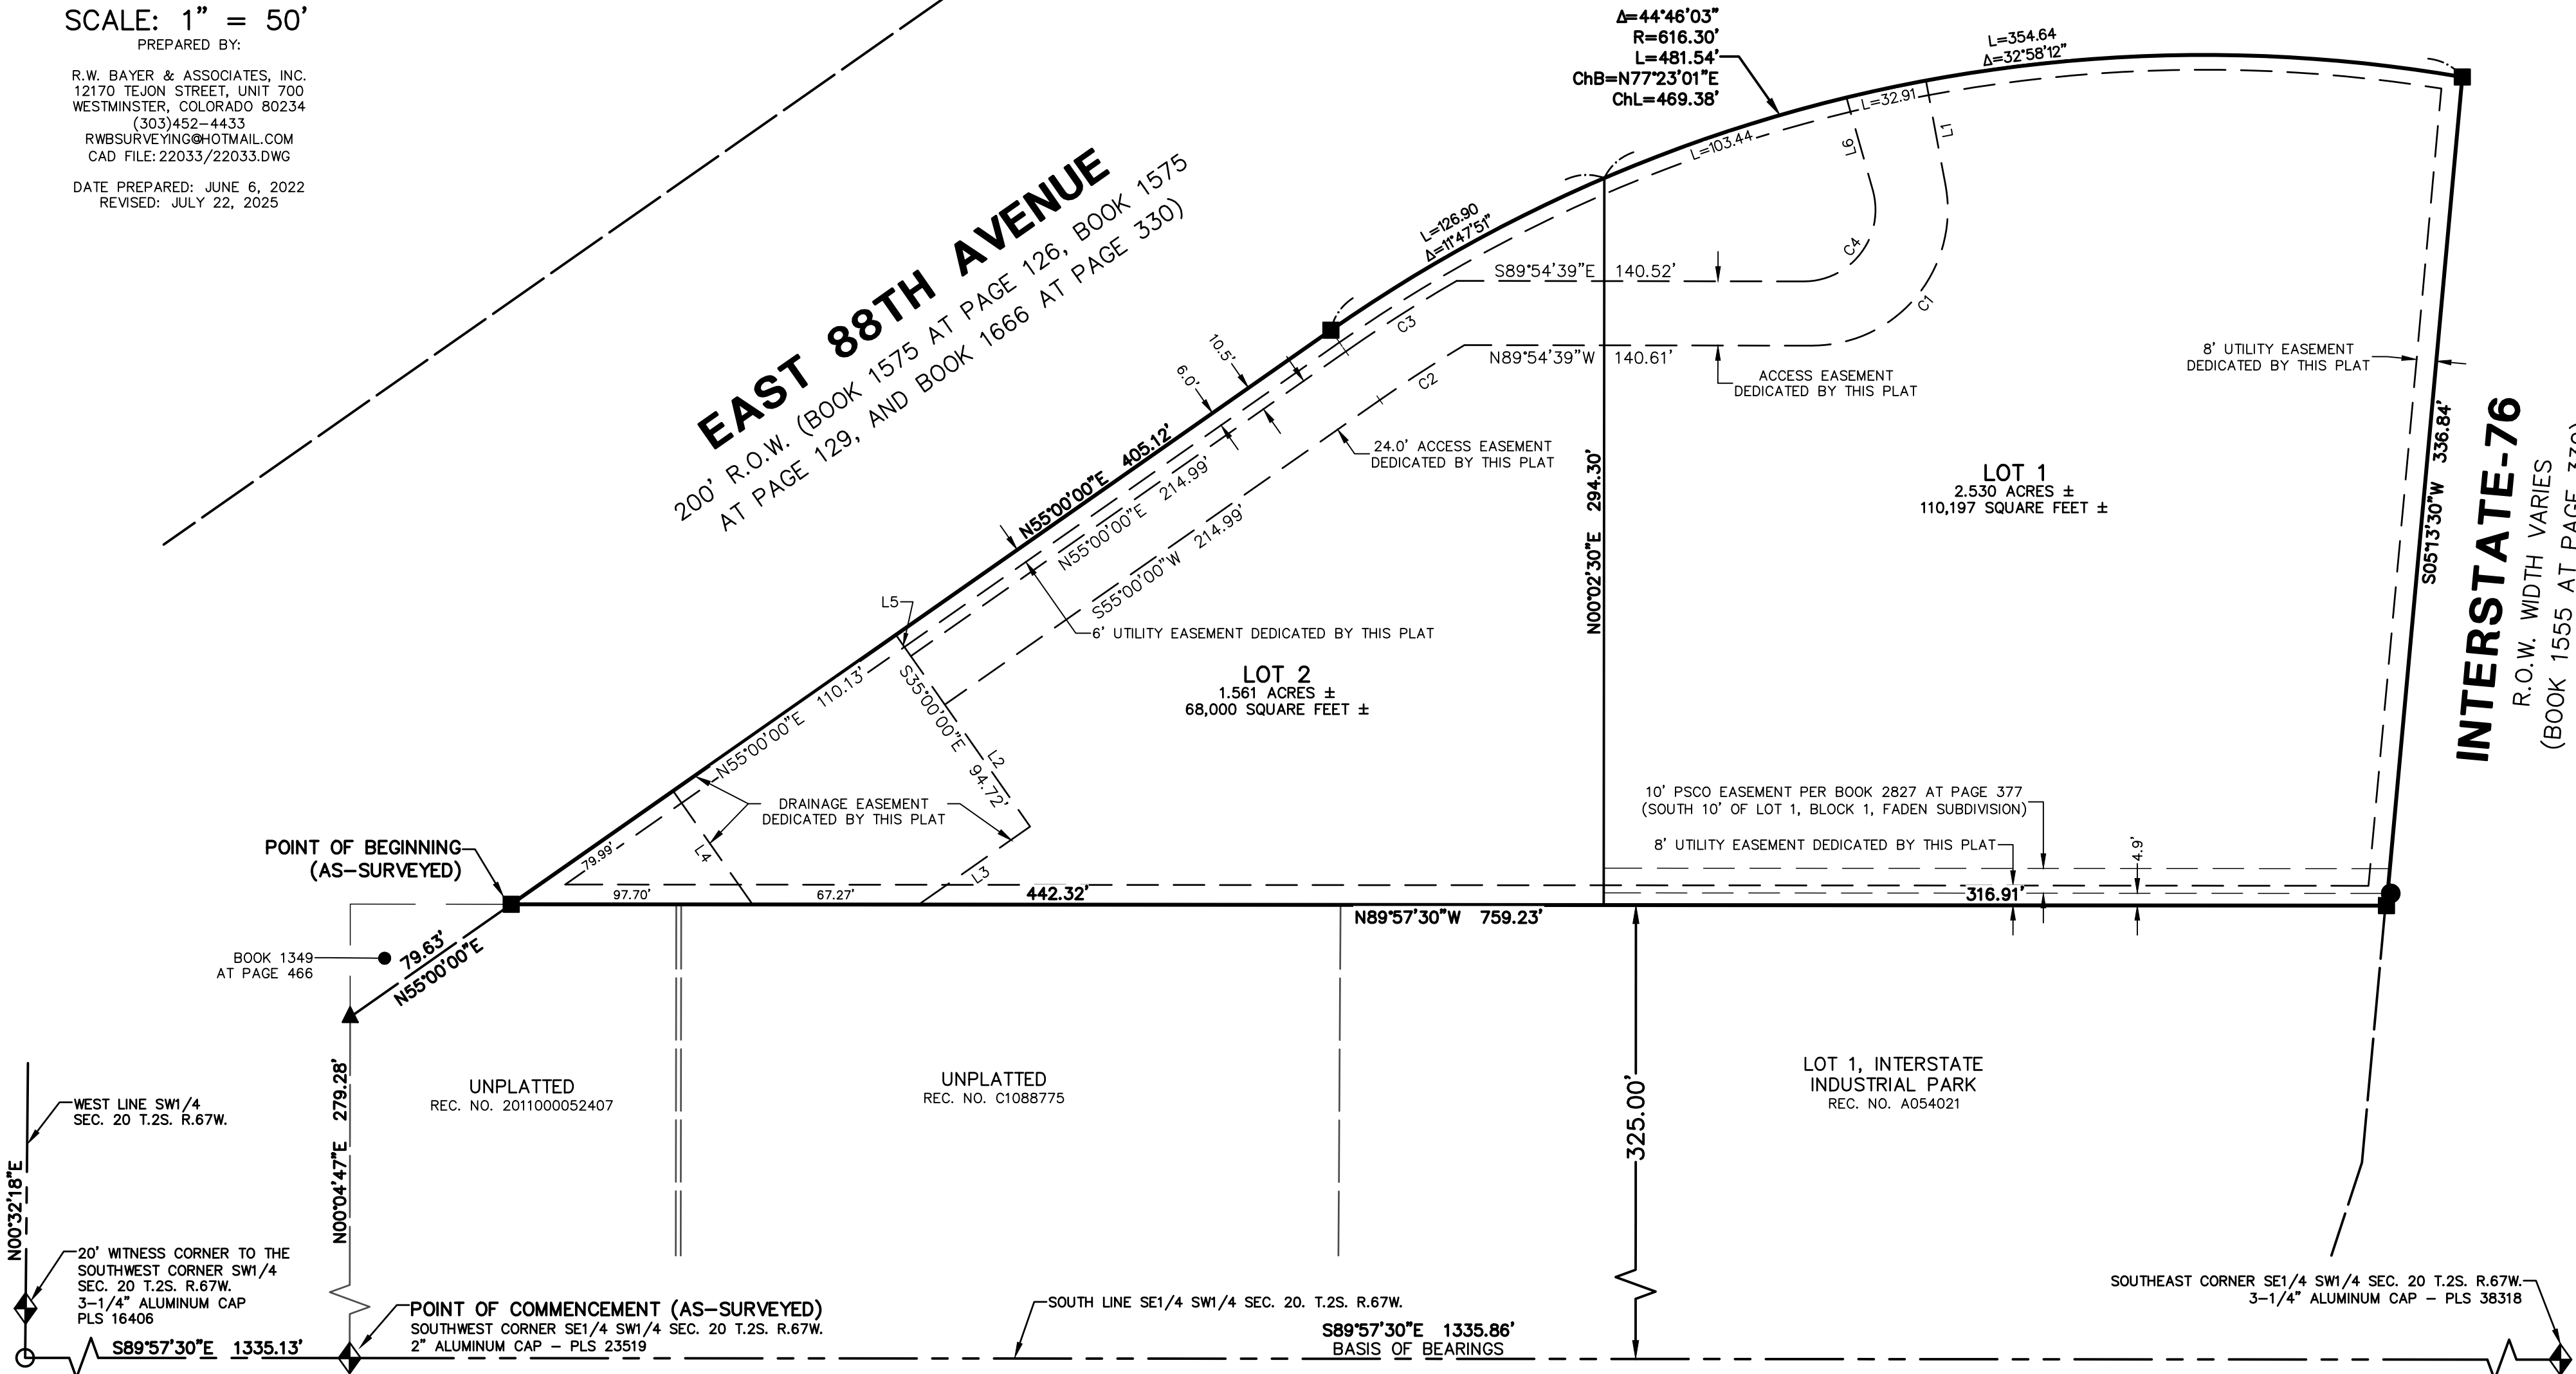 SCALE: 1" = 50'
PREPARED BY:
R.W. BAYER & ASSOCIATES, INC.
12170 TEJON STREET, UNIT 700
WESTMINSTER, COLORADO 80234
(303)452-4433
RWBSURVEYING@HOTMAIL.COM
CAD FILE: 22033/22033.DWG
DATE PREPARED: JUNE 6, 2022
REVISED: JULY 22, 2025
Δ=44°46'03"
R=616.30'
L=481.54'
ChB=N77°23'01"E
ChL=469.38'
L=354.64
Δ=32°58'12"
L=32.91
L=103.44
L6
L1
C4
C1
L=126.90
Δ=11°47'51"
EAST 88TH AVENUE
200' R.O.W. (BOOK 1575 AT PAGE 126, BOOK 1575
AT PAGE 129, AND BOOK 1666 AT PAGE 330)
S89°54'39"E 140.52'
N89°54'39"W 140.61'
C3
C2
10.5'
6.0'
ACCESS EASEMENT
DEDICATED BY THIS PLAT
8' UTILITY EASEMENT
DEDICATED BY THIS PLAT
24.0' ACCESS EASEMENT
DEDICATED BY THIS PLAT
N55°00'00"E 405.12'
N55°00'00"E 214.99'
S55°00'00"W 214.99'
N00°02'30"E 294.30'
LOT 1
2.530 ACRES ±
110,197 SQUARE FEET ±
S05°13'30"W 336.84'
INTERSTATE-76
R.O.W. WIDTH VARIES
(BOOK 1555 AT PAGE 330)
L5
6' UTILITY EASEMENT DEDICATED BY THIS PLAT
LOT 2
1.561 ACRES ±
68,000 SQUARE FEET ±
N55°00'00"E 110.13'
S35°00'00"E 94.72'
L2
DRAINAGE EASEMENT
DEDICATED BY THIS PLAT
L4
L3
79.99'
10' PSCO EASEMENT PER BOOK 2827 AT PAGE 377
(SOUTH 10' OF LOT 1, BLOCK 1, FADEN SUBDIVISION)
8' UTILITY EASEMENT DEDICATED BY THIS PLAT
4.9'
POINT OF BEGINNING
(AS-SURVEYED)
97.70'
67.27'
442.32'
316.91'
N89°57'30"W 759.23'
BOOK 1349
AT PAGE 466
79.63'
N55°00'00"E
N00°04'47"E 279.28'
UNPLATTED
REC. NO. 2011000052407
UNPLATTED
REC. NO. C1088775
325.00'
LOT 1, INTERSTATE
INDUSTRIAL PARK
REC. NO. A054021
WEST LINE SW1/4
SEC. 20 T.2S. R.67W.
N00°32'18"E
20' WITNESS CORNER TO THE
SOUTHWEST CORNER SW1/4
SEC. 20 T.2S. R.67W.
3-1/4" ALUMINUM CAP
PLS 16406
S89°57'30"E 1335.13'
POINT OF COMMENCEMENT (AS-SURVEYED)
SOUTHWEST CORNER SE1/4 SW1/4 SEC. 20 T.2S. R.67W.
2" ALUMINUM CAP - PLS 23519
SOUTH LINE SE1/4 SW1/4 SEC. 20. T.2S. R.67W.
S89°57'30"E 1335.86'
BASIS OF BEARINGS
SOUTHEAST CORNER SE1/4 SW1/4 SEC. 20 T.2S. R.67W.
3-1/4" ALUMINUM CAP - PLS 38318